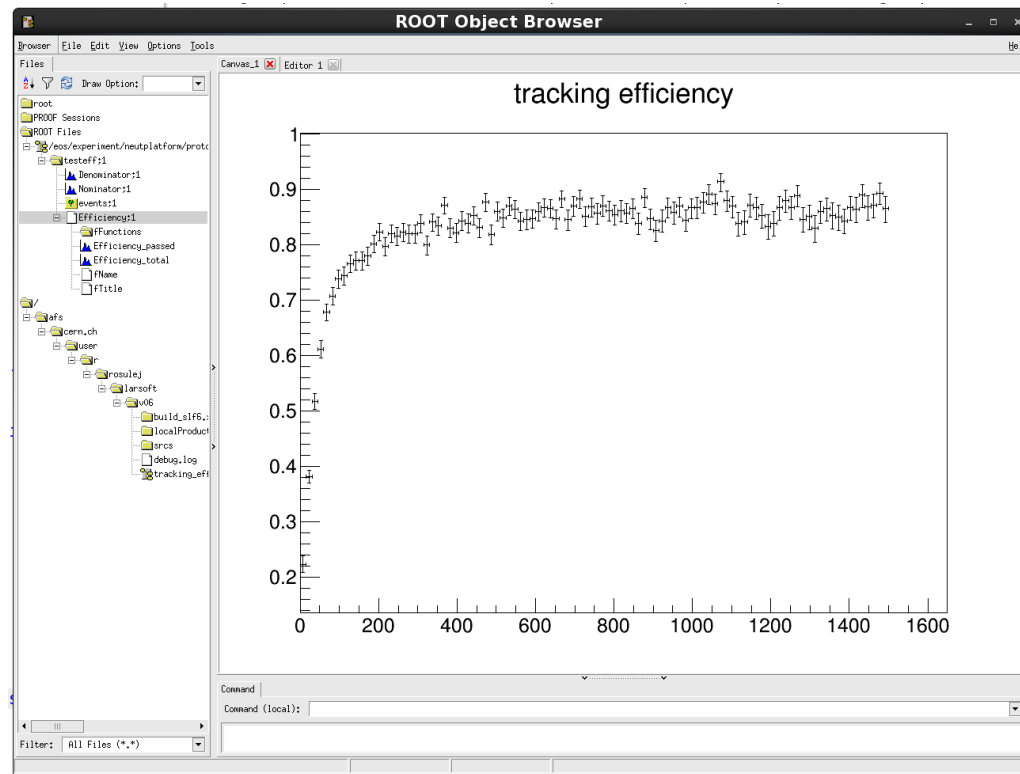 ROOT Object Browser
Browser File Edit View Options Tools
Files
Canvas_1 Editor 1
Draw Option:
root
PROOF Sessions
ROOT Files
/eos/experiment/neutplatform/protc
testeff;1
Denominator;1
Nominator;1
events;1
Efficiency;1
fFunctions
Efficiency_passed
Efficiency_total
fName
fTitle
/
afs
cern.ch
user
r
rosulej
larsoft
v06
build_slf6.
localProduct
srcs
debug.log
tracking_eff
Filter: All Files (*.*)
tracking efficiency
1
0.9
0.8
0.7
0.6
0.5
0.4
0.3
0.2
0 200 400 600 800 1000 1200 1400 1600
Command
Command (local):